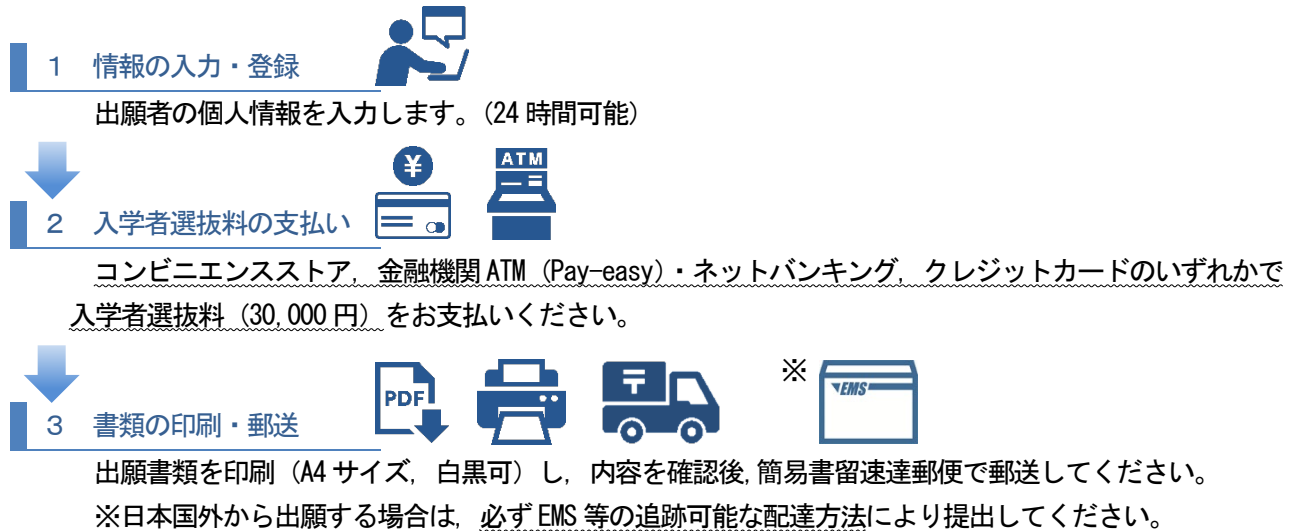 1 情報の入力・登録
出願者の個人情報を入力します。(24 時間可能)
¥
ATM
2 入学者選抜料の支払い
コンビニエンスストア, 金融機関 ATM (Pay-easy)・ネットバンキング, クレジットカードのいずれかで
入学者選抜料 (30,000 円) をお支払いください。
PDF
〒
※
EMS
3 書類の印刷・郵送
出願書類を印刷 (A4 サイズ, 白黒可) し, 内容を確認後, 簡易書留速達郵便で郵送してください。
※日本国外から出願する場合は, 必ず EMS 等の追跡可能な配達方法により提出してください。